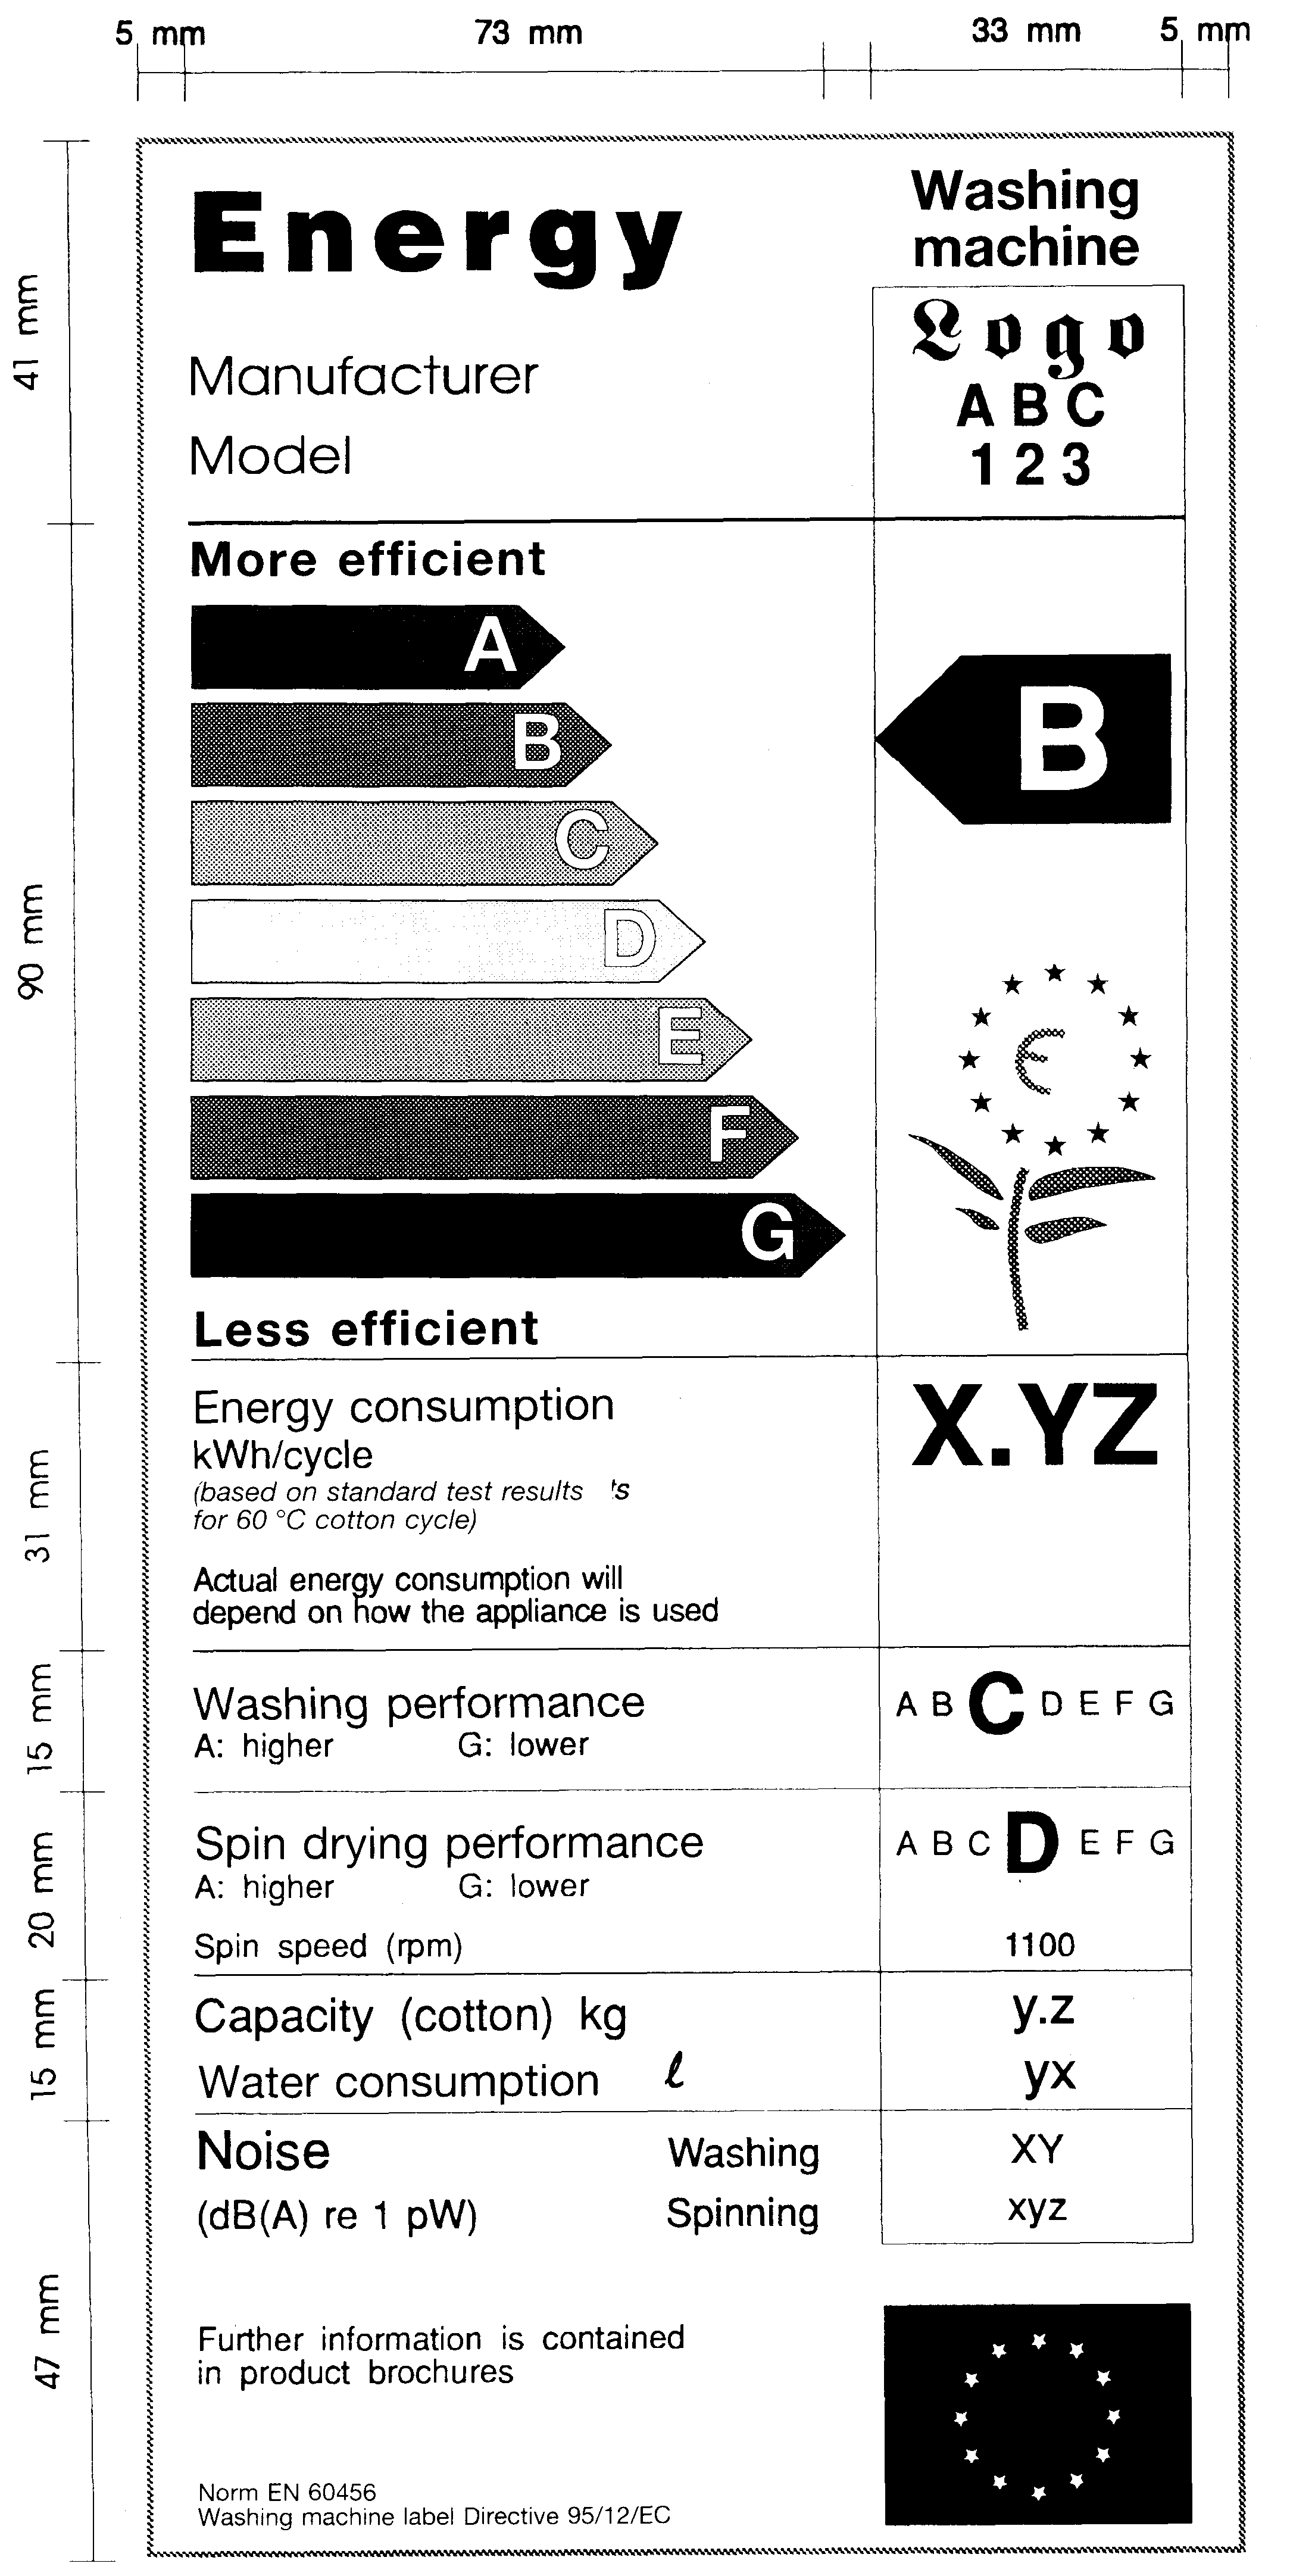 5 mm 73 mm 33 mm 5 mm
Energy
Washing
machine
41 mm
Manufacturer
Model
Logo
ABC
123
More efficient
A
B
B
C
90 mm
D
E
€
F
G
Less efficient
Energy consumption
kWh/cycle
X.YZ
31 mm
(based on standard test results 's
for 60 °C cotton cycle)
Actual energy consumption will
depend on how the appliance is used
15 mm
Washing performance
A B C D E F G
A: higher G: lower
20 mm
Spin drying performance
A B C D E F G
A: higher G: lower
Spin speed (rpm) 1100
15 mm
Capacity (cotton) kg y.z
Water consumption ℓ yx
Noise Washing XY
(dB(A) re 1 pW) Spinning xyz
47 mm
Further information is contained
in product brochures
Norm EN 60456
Washing machine label Directive 95/12/EC